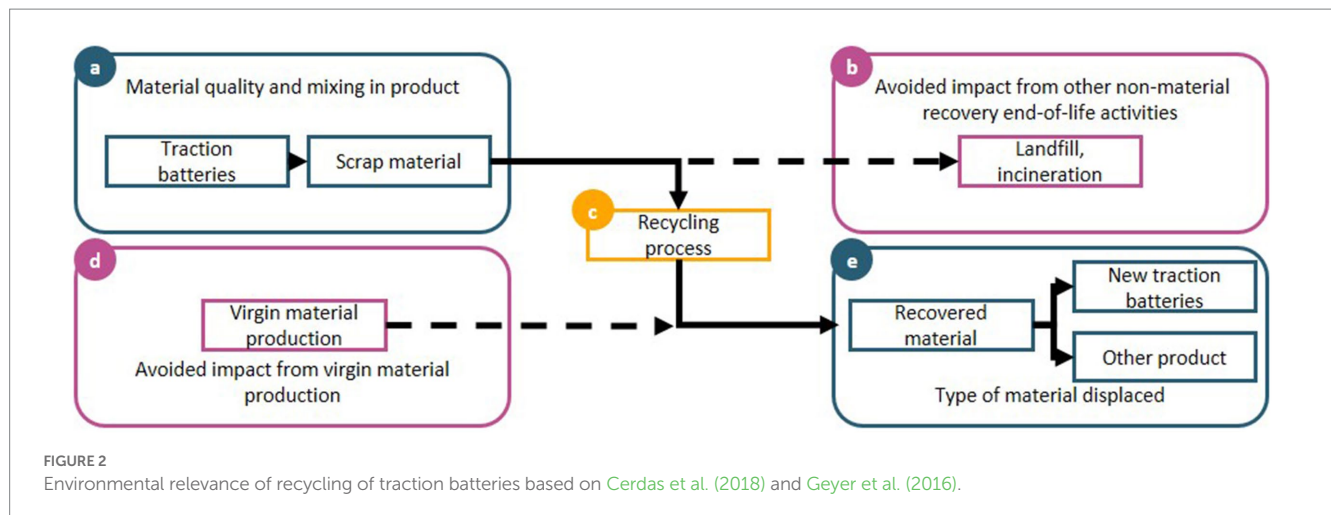 a
Material quality and mixing in product
Traction
batteries
Scrap material
b
Avoided impact from other non-material
recovery end-of-life activities
Landfill,
incineration
c
Recycling
process
d
Virgin material
production
Avoided impact from virgin material
production
e
Recovered
material
New traction
batteries
Other product
Type of material displaced
FIGURE 2
Environmental relevance of recycling of traction batteries based on Cerdas et al. (2018) and Geyer et al. (2016).